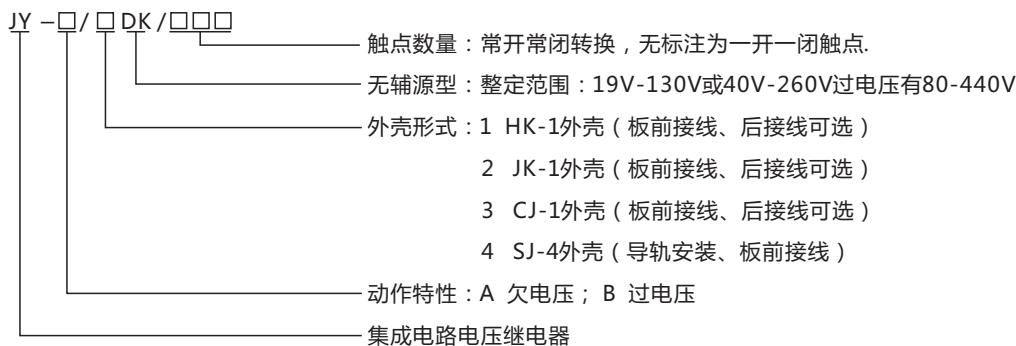 JY-□/□DK/□□□
触点数量：常开常闭转换，无标注为一开一闭触点.
无辅源型：整定范围：19V-130V或40V-260V过电压有80-440V
外壳形式：1 HK-1外壳（板前接线、后接线可选）
2 JK-1外壳（板前接线、后接线可选）
3 CJ-1外壳（板前接线、后接线可选）
4 SJ-4外壳（导轨安装、板前接线）
动作特性：A 欠电压；B 过电压
集成电路电压继电器